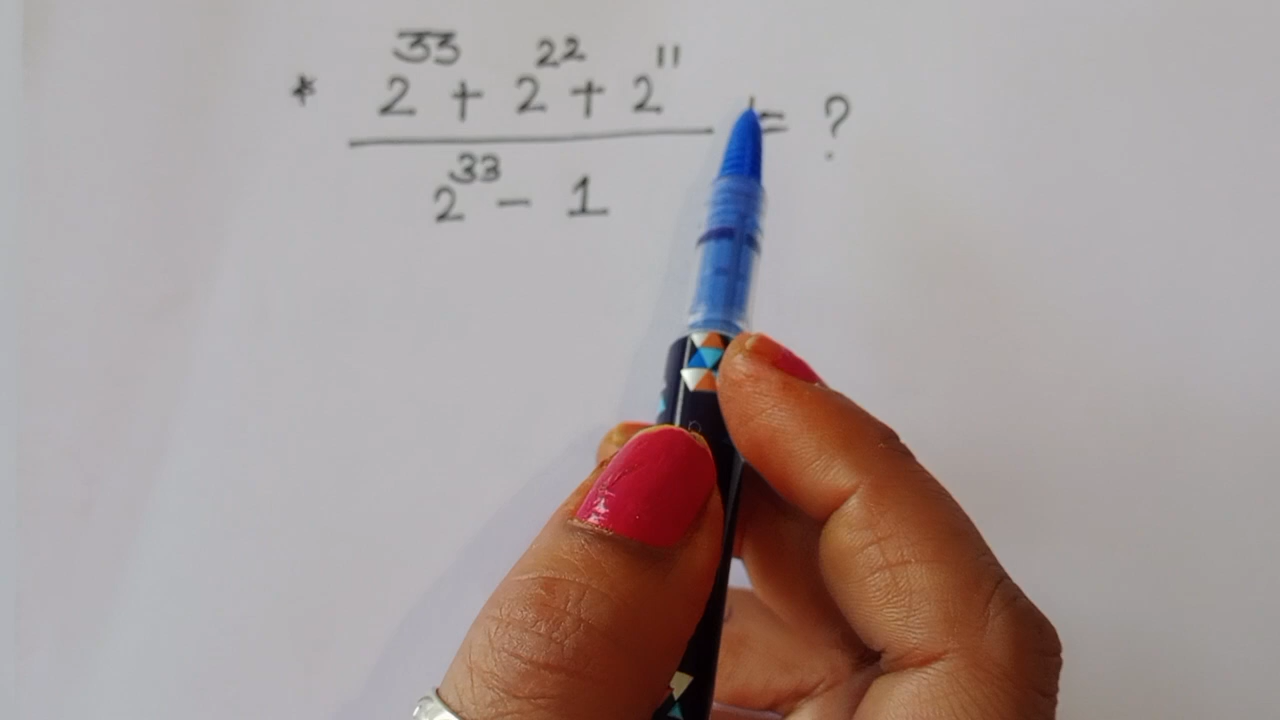 * 2^33 + 2^22 + 2^11 = ?
2^33 - 1